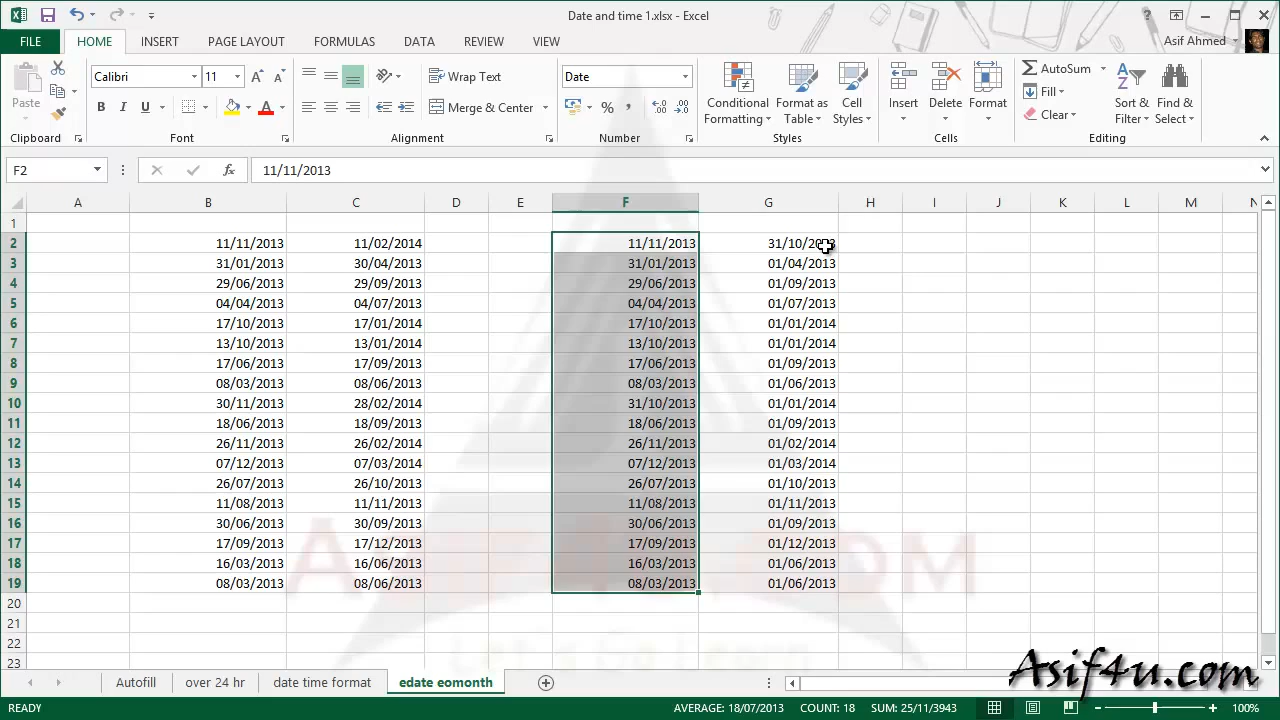 Date and time 1.xlsx - Excel
FILE HOME INSERT PAGE LAYOUT FORMULAS DATA REVIEW VIEW Asif Ahmed
Paste
Clipboard
Calibri 11
B I U
Font
Wrap Text
Merge & Center
Alignment
Date
Number
Conditional Formatting
Format as Table
Cell Styles
Styles
Insert Delete Format
Cells
AutoSum
Fill
Clear
Sort & Filter
Find & Select
Editing
F2 fx 11/11/2013
A B C D E F G H I J K L M N
1
2 11/11/2013 11/02/2014 11/11/2013 31/10/2013
3 31/01/2013 30/04/2013 31/01/2013 01/04/2013
4 29/06/2013 29/09/2013 29/06/2013 01/09/2013
5 04/04/2013 04/07/2013 04/04/2013 01/07/2013
6 17/10/2013 17/01/2014 17/10/2013 01/01/2014
7 13/10/2013 13/01/2014 13/10/2013 01/01/2014
8 17/06/2013 17/09/2013 17/06/2013 01/09/2013
9 08/03/2013 08/06/2013 08/03/2013 01/06/2013
10 30/11/2013 28/02/2014 31/10/2013 01/01/2014
11 18/06/2013 18/09/2013 18/06/2013 01/09/2013
12 26/11/2013 26/02/2014 26/11/2013 01/02/2014
13 07/12/2013 07/03/2014 07/12/2013 01/03/2014
14 26/07/2013 26/10/2013 26/07/2013 01/10/2013
15 11/08/2013 11/11/2013 11/08/2013 01/11/2013
16 30/06/2013 30/09/2013 30/06/2013 01/09/2013
17 17/09/2013 17/12/2013 17/09/2013 01/12/2013
18 16/03/2013 16/06/2013 16/03/2013 01/06/2013
19 08/03/2013 08/06/2013 08/03/2013 01/06/2013
20
21
22
23
Asif4u.com
Autofill over 24 hr date time format edate eomonth
READY AVERAGE: 18/07/2013 COUNT: 18 SUM: 25/11/3943 100%